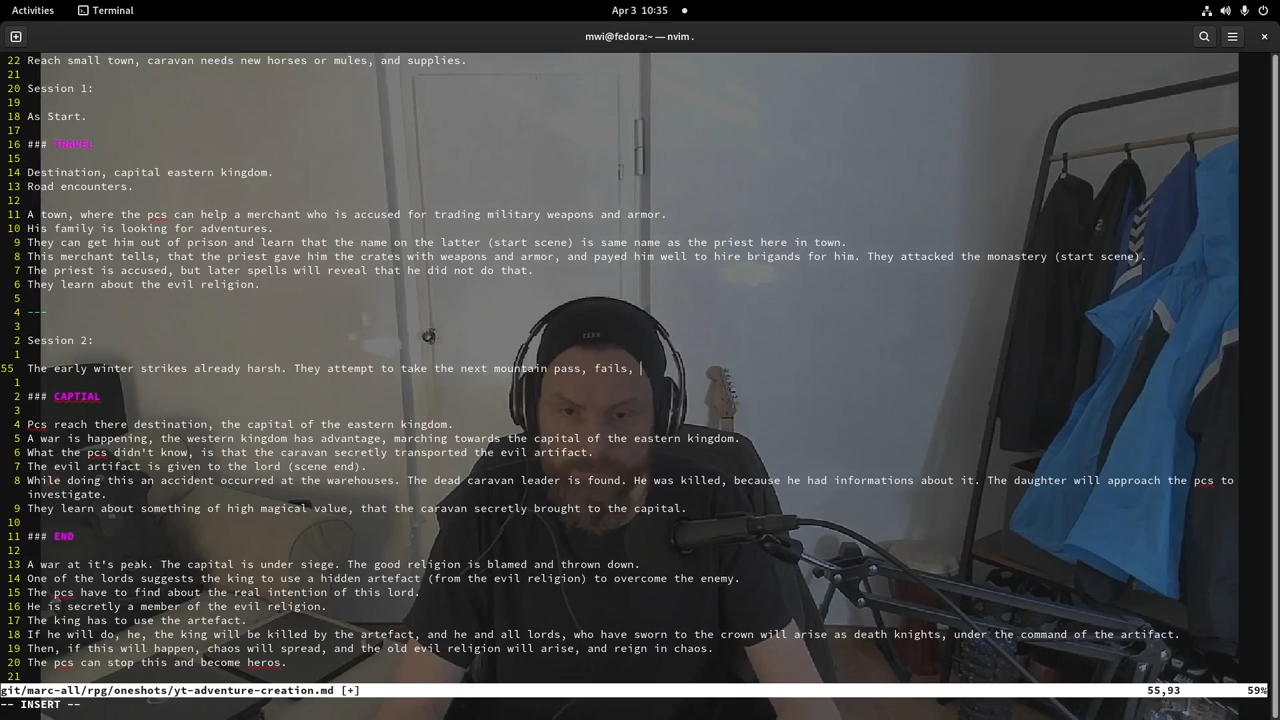 Activities Terminal Apr 3 10:35
mwi@fedora:~ — nvim .
22 Reach small town, caravan needs new horses or mules, and supplies.
21
20 Session 1:
19
18 As Start.
17
16 ### TRAVEL
15
14 Destination, capital eastern kingdom.
13 Road encounters.
12
11 A town, where the pcs can help a merchant who is accused for trading military weapons and armor.
10 His family is looking for adventures.
9 They can get him out of prison and learn that the name on the latter (start scene) is same name as the priest here in town.
8 This merchant tells, that the priest gave him the crates with weapons and armor, and payed him well to hire brigands for him. They attacked the monastery (start scene).
7 The priest is accused, but later spells will reveal that he did not do that.
6 They learn about the evil religion.
5
4 ---
3
2 Session 2:
1
55 The early winter strikes already harsh. They attempt to take the next mountain pass, fails,
1
2 ### CAPTIAL
3
4 Pcs reach there destination, the capital of the eastern kingdom.
5 A war is happening, the western kingdom has advantage, marching towards the capital of the eastern kingdom.
6 What the pcs didn't know, is that the caravan secretly transported the evil artifact.
7 The evil artifact is given to the lord (scene end).
8 While doing this an accident occurred at the warehouses. The dead caravan leader is found. He was killed, because he had informations about it. The daughter will approach the pcs to
investigate.
9 They learn about something of high magical value, that the caravan secretly brought to the capital.
10
11 ### END
12
13 A war at it's peak. The capital is under siege. The good religion is blamed and thrown down.
14 One of the lords suggests the king to use a hidden artefact (from the evil religion) to overcome the enemy.
15 The pcs have to find about the real intention of this lord.
16 He is secretly a member of the evil religion.
17 The king has to use the artefact.
18 If he will do, he, the king will be killed by the artefact, and he and all lords, who have sworn to the crown will arise as death knights, under the command of the artifact.
19 Then, if this will happen, chaos will spread, and the old evil religion will arise, and reign in chaos.
20 The pcs can stop this and become heros.
21
git/marc-all/rpg/oneshots/yt-adventure-creation.md [+] 55,93 59%
-- INSERT --